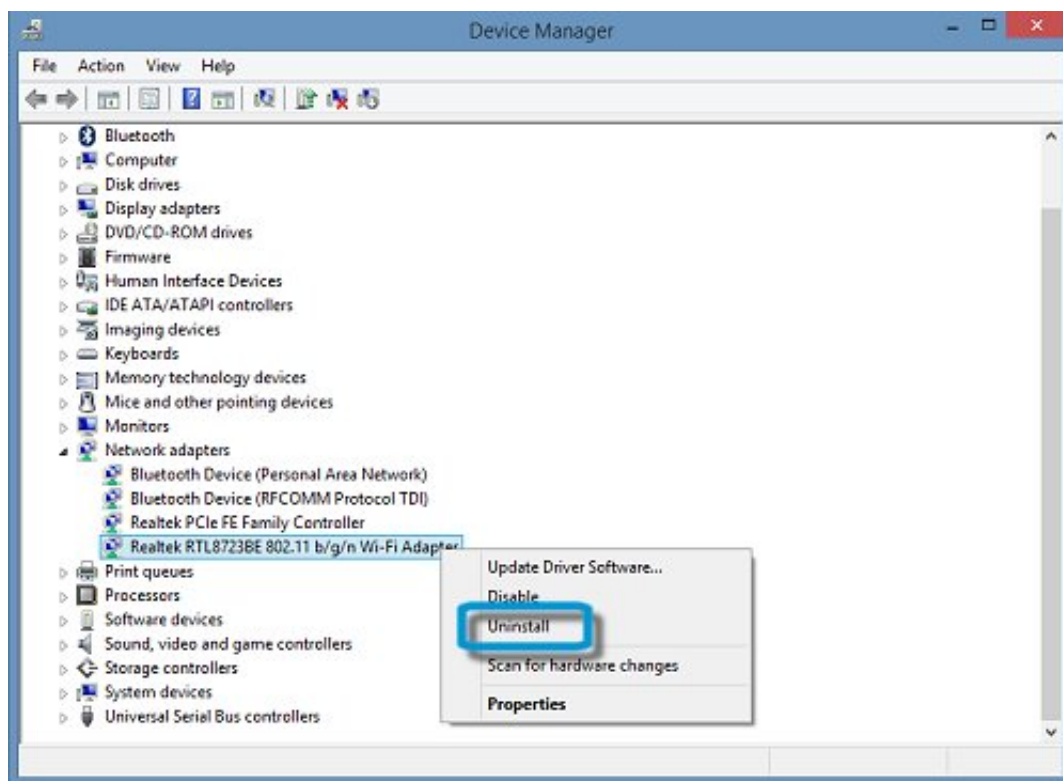 Device Manager
File Action View Help
Bluetooth
Computer
Disk drives
Display adapters
DVD/CD-ROM drives
Firmware
Human Interface Devices
IDE ATA/ATAPI controllers
Imaging devices
Keyboards
Memory technology devices
Mice and other pointing devices
Monitors
Network adapters
Bluetooth Device (Personal Area Network)
Bluetooth Device (RFCOMM Protocol TDI)
Realtek PCIe FE Family Controller
Realtek RTL8723BE 802.11 b/g/n Wi-Fi Adapter
Print queues
Processors
Software devices
Sound, video and game controllers
Storage controllers
System devices
Universal Serial Bus controllers
Update Driver Software...
Disable
Uninstall
Scan for hardware changes
Properties